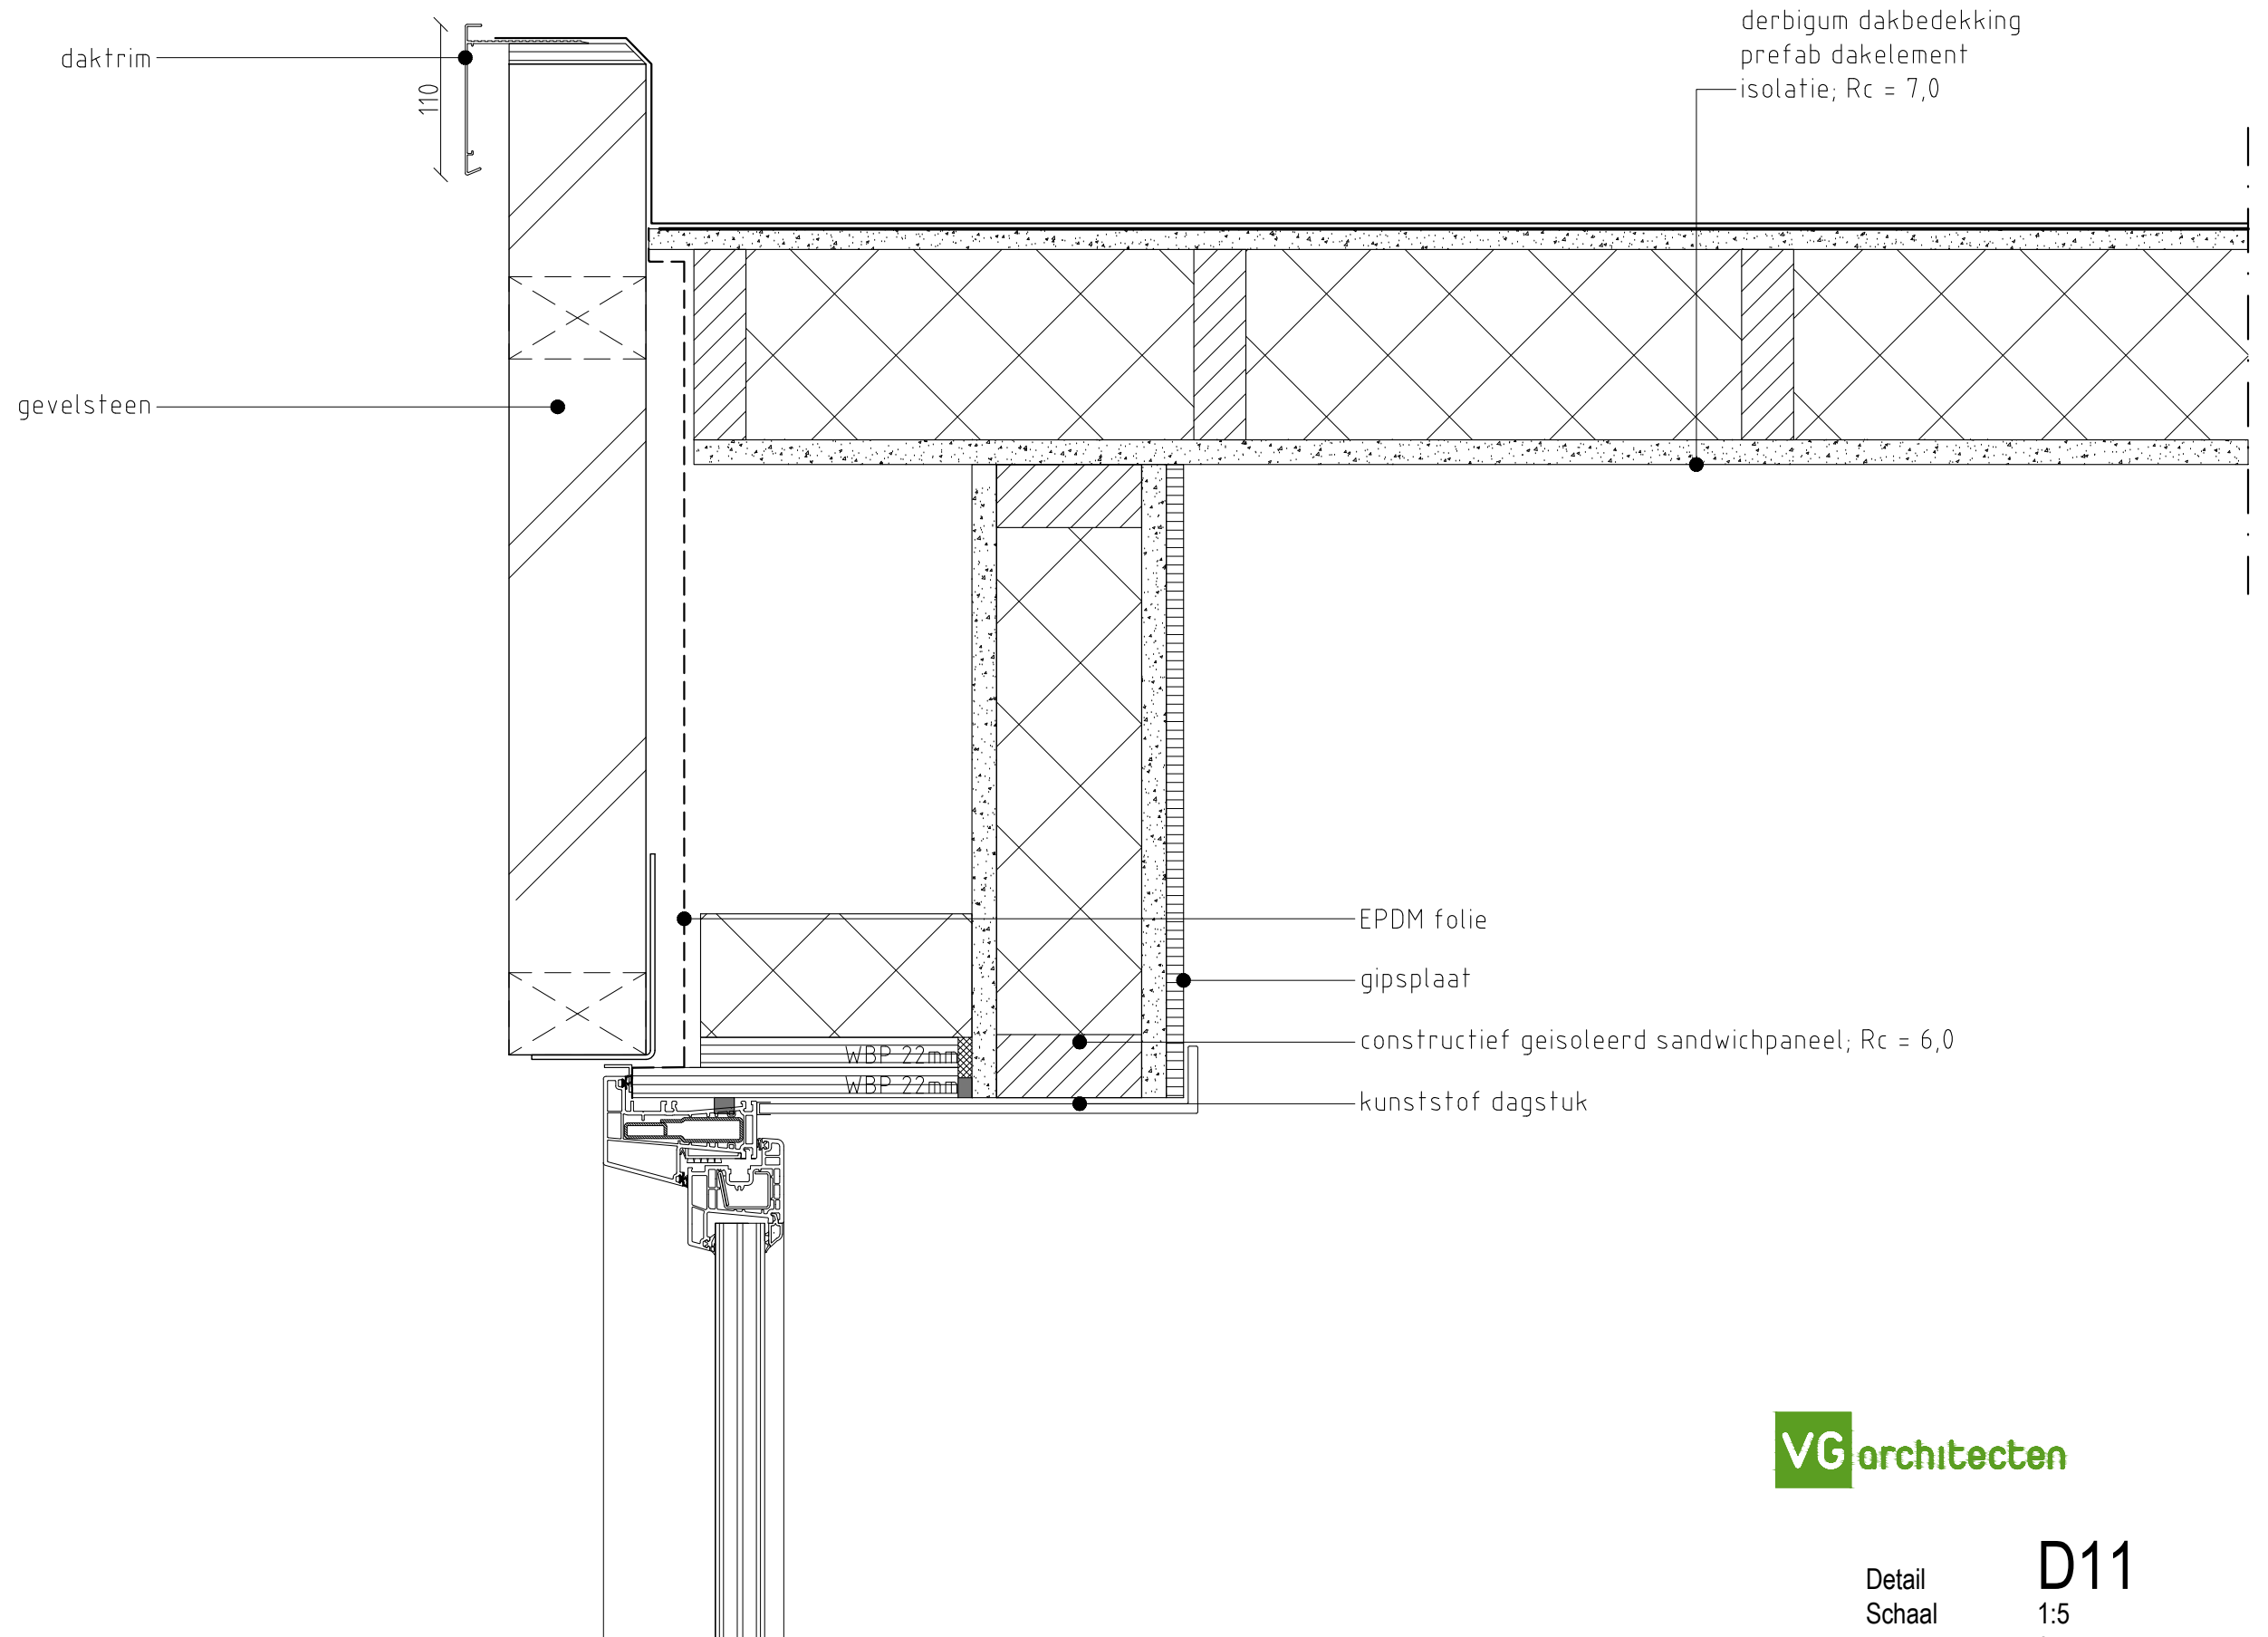 derbigum dakbedekking
prefab dakelement
isolatie; Rc = 7,0
daktrim
110
gevelsteen
EPDM folie
gipsplaat
constructief geisoleerd sandwichpaneel; Rc = 6,0
WBP 22mm
WBP 22mm
kunststof dagstuk
VG architecten
Detail D11
Schaal 1:5